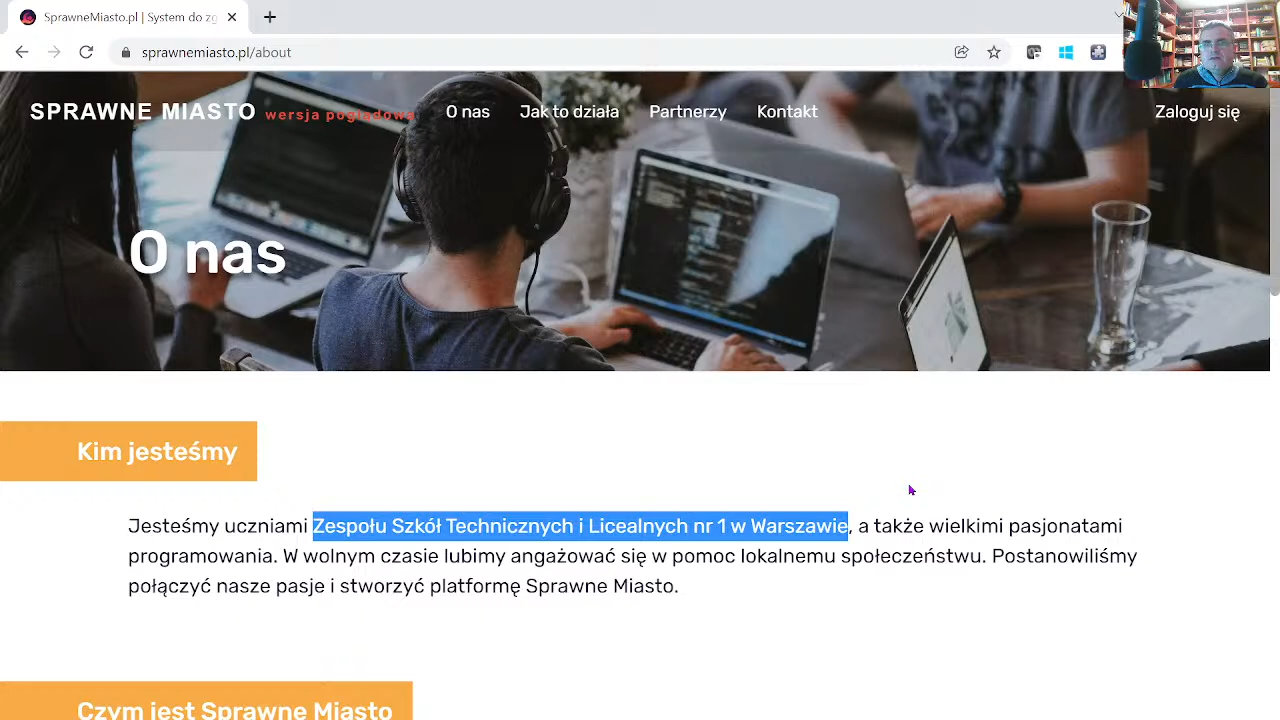 SprawneMiasto.pl | System do zg
sprawnemiasto.pl/about
SPRAWNE MIASTO wersja poglądowa O nas Jak to działa Partnerzy Kontakt Zaloguj się
O nas
Kim jesteśmy
Jesteśmy uczniami Zespołu Szkół Technicznych i Licealnych nr 1 w Warszawie, a także wielkimi pasjonatami
programowania. W wolnym czasie lubimy angażować się w pomoc lokalnemu społeczeństwu. Postanowiliśmy
połączyć nasze pasje i stworzyć platformę Sprawne Miasto.
Czym jest Sprawne Miasto